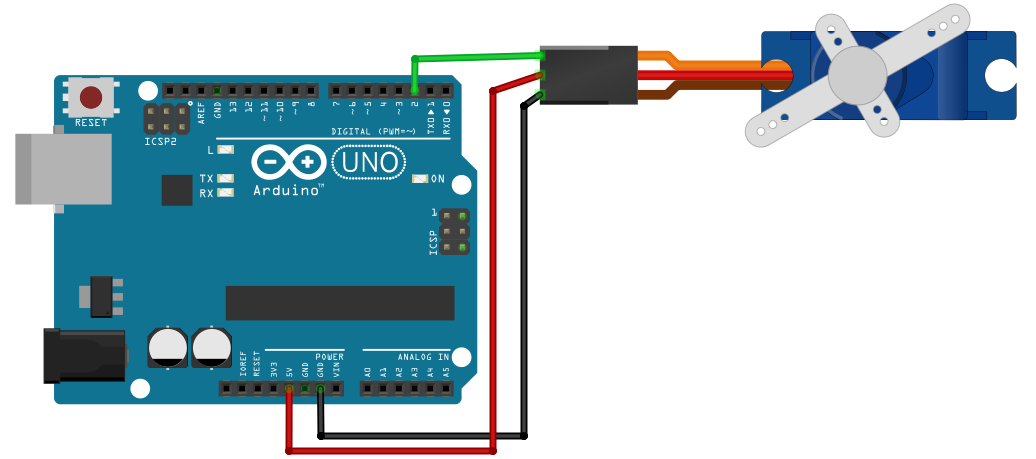 RESET
ICSP2
AREF
GND
13
12
~11
~10
~9
8
7
~6
~5
4
~3
2
TX0▶1
RX0◀0
DIGITAL (PWM=~)
L
TX
RX
UNO
Arduino™
ON
1
ICSP
POWER
ANALOG IN
IOREF
RESET
3V3
5V
GND
GND
VIN
A0
A1
A2
A3
A4
A5